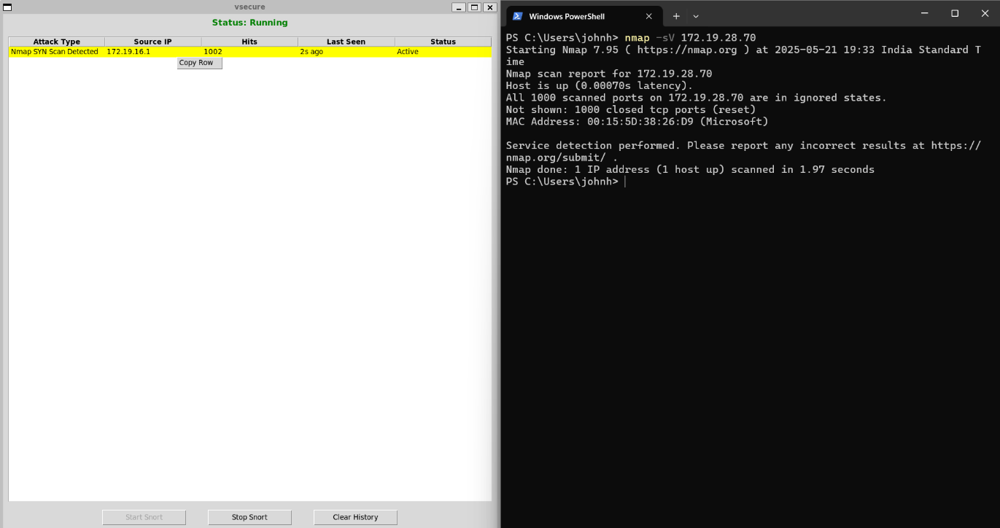 vsecure
Status: Running
Attack Type Source IP Hits Last Seen Status
Nmap SYN Scan Detected 172.19.16.1 1002 2s ago Active
Copy Row
Start Snort Stop Snort Clear History
Windows PowerShell
PS C:\Users\johnh> nmap -sV 172.19.28.70
Starting Nmap 7.95 ( https://nmap.org ) at 2025-05-21 19:33 India Standard T
ime
Nmap scan report for 172.19.28.70
Host is up (0.00070s latency).
All 1000 scanned ports on 172.19.28.70 are in ignored states.
Not shown: 1000 closed tcp ports (reset)
MAC Address: 00:15:5D:38:26:D9 (Microsoft)
Service detection performed. Please report any incorrect results at https://
nmap.org/submit/ .
Nmap done: 1 IP address (1 host up) scanned in 1.97 seconds
PS C:\Users\johnh>